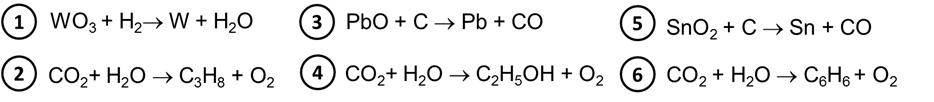 1 WO₃ + H₂→ W + H₂O
2 CO₂+ H₂O → C₃H₈ + O₂
3 PbO + C → Pb + CO
4 CO₂+ H₂O → C₂H₅OH + O₂
5 SnO₂ + C → Sn + CO
6 CO₂ + H₂O → C₆H₆ + O₂